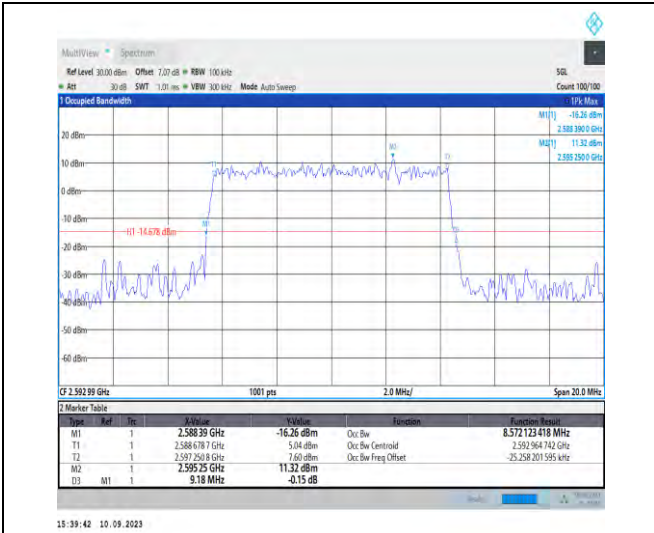 MultiView Spectrum
Ref Level 30.00 dBm Offset 7.07 dB RBW 100 kHz SGL
Att 30 dB SWT 1.01 ms VBW 300 kHz Mode Auto Sweep Count 100/100
1 Occupied Bandwidth 1Pk Max
M1[1] -16.26 dBm
2.588 390 0 GHz
M2[1] 11.32 dBm
2.595 250 0 GHz
20 dBm
M2
10 dBm
T1
T2
0 dBm
-10 dBm
M1
H1 -14.678 dBm
-20 dBm
-30 dBm
-40 dBm
-50 dBm
-60 dBm
CF 2.592 99 GHz 1001 pts 2.0 MHz/ Span 20.0 MHz
2 Marker Table
Type Ref Trc X-Value Y-Value Function Function Result
M1 1 2.588 39 GHz -16.26 dBm Occ Bw 8.572 123 418 MHz
T1 1 2.588 678 7 GHz 5.04 dBm Occ Bw Centroid 2.592 964 742 GHz
T2 1 2.597 250 8 GHz 7.60 dBm Occ Bw Freq Offset -25.258 201 595 kHz
M2 1 2.595 25 GHz 11.32 dBm
D3 M1 1 9.18 MHz -0.15 dB
15:39:42 10.09.2023